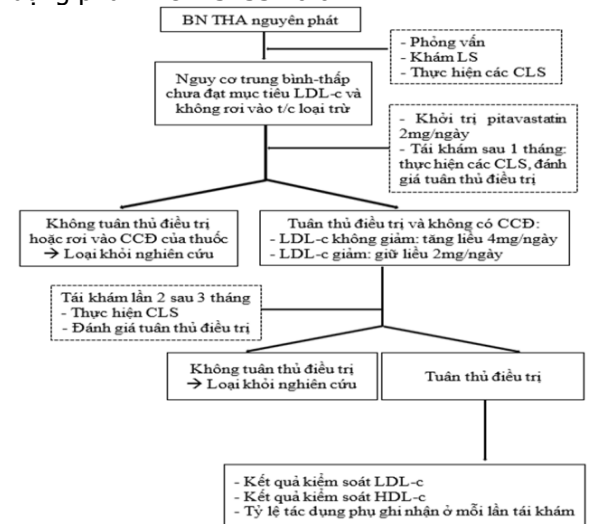 BN THA nguyên phát
- Phỏng vấn
- Khám LS
- Thực hiện các CLS
Nguy cơ trung bình-thấp
chưa đạt mục tiêu LDL-c và
không rơi vào t/c loại trừ
- Khởi trị pitavastatin
2mg/ngày
- Tái khám sau 1 tháng:
thực hiện các CLS, đánh
giá tuân thủ điều trị
Không tuân thủ điều trị
hoặc rơi vào CCĐ của thuốc
→ Loại khỏi nghiên cứu
Tuân thủ điều trị và không có CCĐ:
- LDL-c không giảm: tăng liều 4mg/ngày
- LDL-c giảm: giữ liều 2mg/ngày
Tái khám lần 2 sau 3 tháng
- Thực hiện CLS
- Đánh giá tuân thủ điều trị
Không tuân thủ điều trị
→ Loại khỏi nghiên cứu
Tuân thủ điều trị
- Kết quả kiểm soát LDL-c
- Kết quả kiểm soát HDL-c
- Tỷ lệ tác dụng phụ ghi nhận ở mỗi lần tái khám